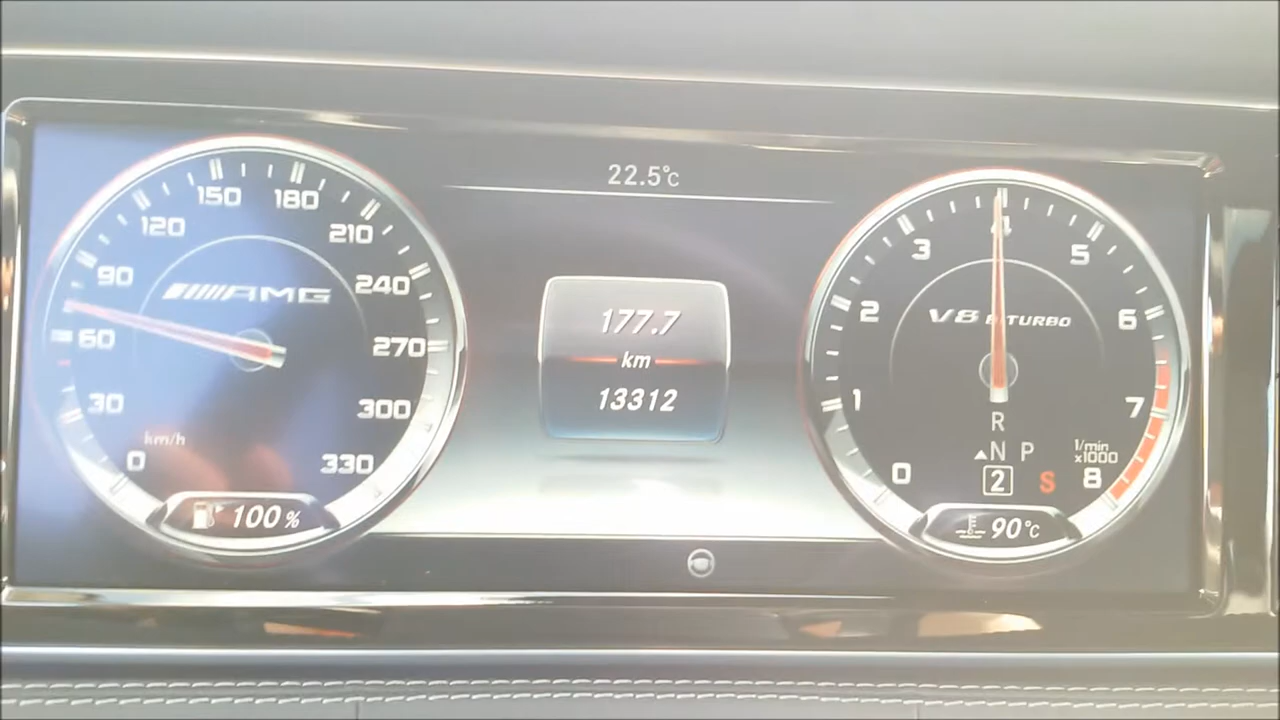 22.5°C
150 180
120 210
90 240
AMG
60 270
30 300
km/h
0 330
100 %
177.7
km
13312
4
3 5
2 6
V8 BITURBO
1 7
R
N P
1/min
x1000
0 2 S 8
90°C